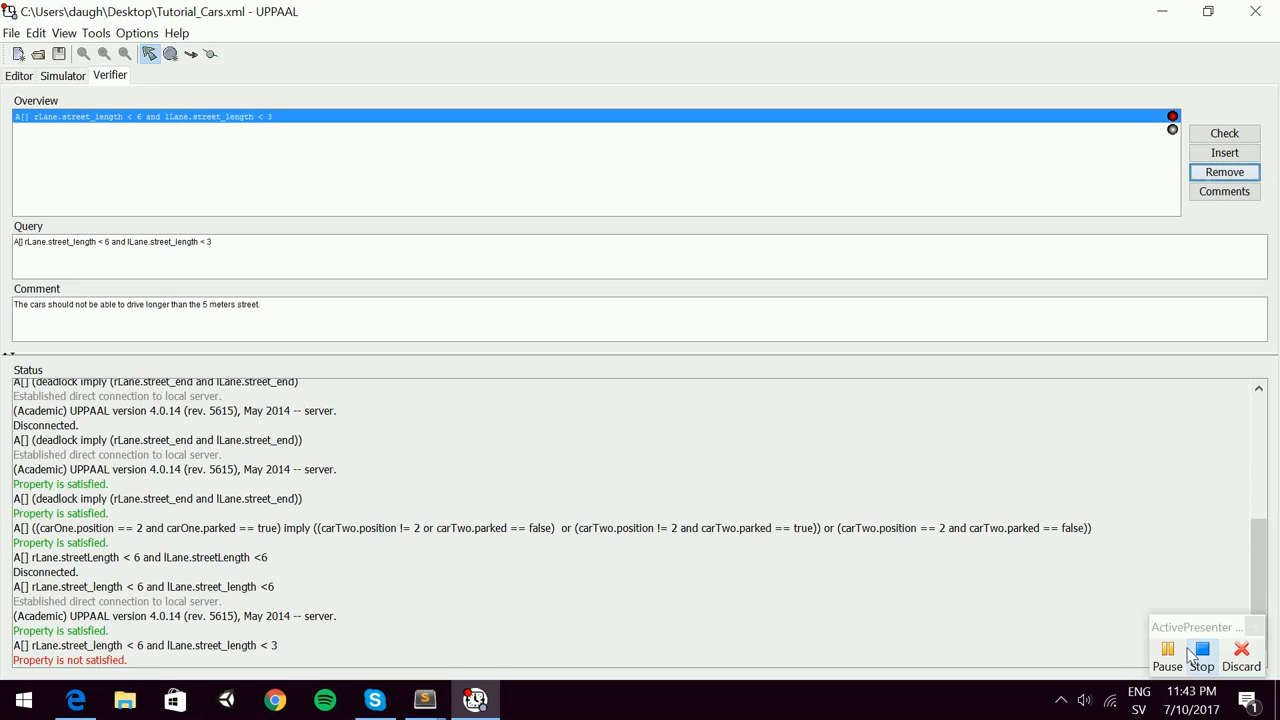 C:\Users\daugh\Desktop\Tutorial_Cars.xml - UPPAAL
File Edit View Tools Options Help
Editor Simulator Verifier
Overview
A[] rLane.street_length < 6 and lLane.street_length < 3
Check
Insert
Remove
Comments
Query
A[] rLane.street_length < 6 and lLane.street_length < 3
Comment
The cars should not be able to drive longer than the 5 meters street.
Status
A[] (deadlock imply (rLane.street_end and lLane.street_end)
Established direct connection to local server.
(Academic) UPPAAL version 4.0.14 (rev. 5615), May 2014 -- server.
Disconnected.
A[] (deadlock imply (rLane.street_end and lLane.street_end))
Established direct connection to local server.
(Academic) UPPAAL version 4.0.14 (rev. 5615), May 2014 -- server.
Property is satisfied.
A[] (deadlock imply (rLane.street_end and lLane.street_end))
Property is satisfied.
A[] ((carOne.position == 2 and carOne.parked == true) imply ((carTwo.position != 2 or carTwo.parked == false)  or (carTwo.position != 2 and carTwo.parked == true)) or (carTwo.position == 2 and carTwo.parked == false))
Property is satisfied.
A[] rLane.streetLength < 6 and lLane.streetLength <6
Disconnected.
A[] rLane.street_length < 6 and lLane.street_length <6
Established direct connection to local server.
(Academic) UPPAAL version 4.0.14 (rev. 5615), May 2014 -- server.
Property is satisfied.
A[] rLane.street_length < 6 and lLane.street_length < 3
Property is not satisfied.
ActivePresenter ...
Pause Stop Discard
ENG 11:43 PM
SV 7/10/2017
1